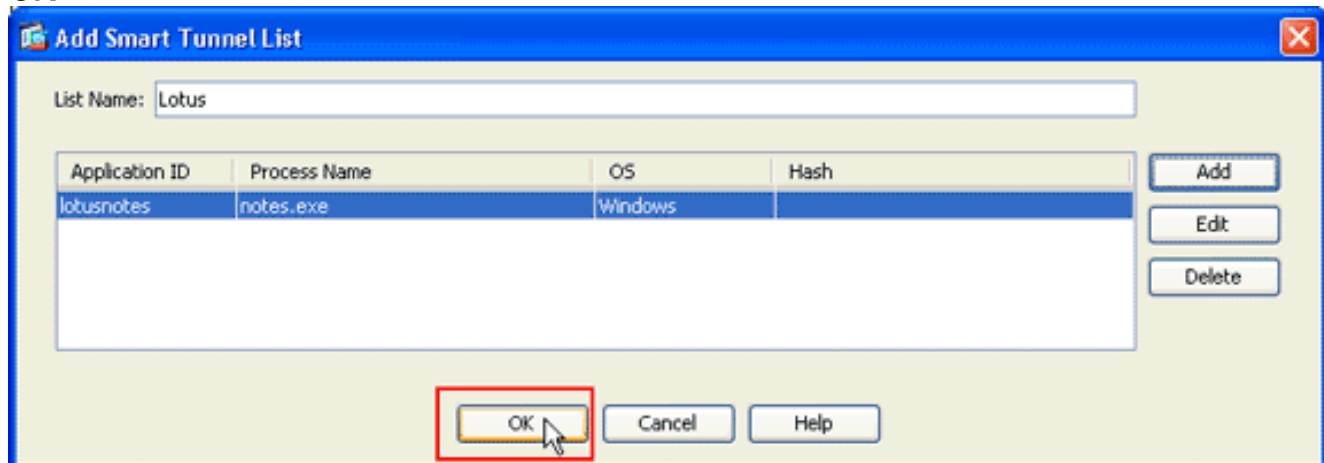 Add Smart Tunnel List
List Name: Lotus
Application ID Process Name OS Hash Add
lotusnotes notes.exe Windows
Edit
Delete
OK Cancel Help